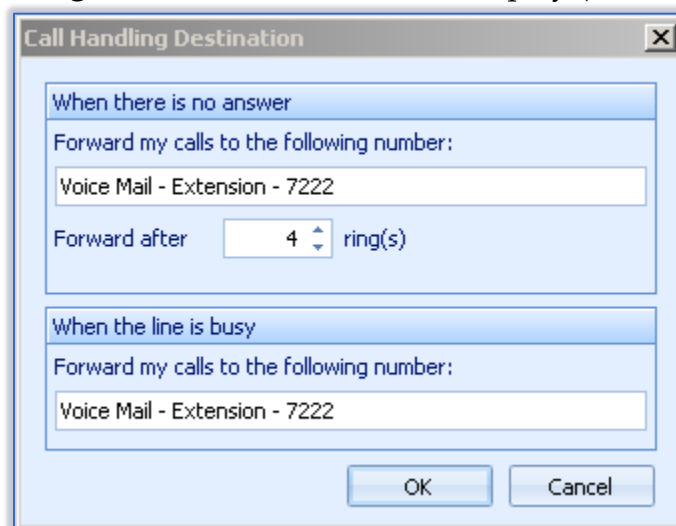 Call Handling Destination
When there is no answer
Forward my calls to the following number:
Voice Mail - Extension - 7222
Forward after 4 ring(s)
When the line is busy
Forward my calls to the following number:
Voice Mail - Extension - 7222
OK Cancel